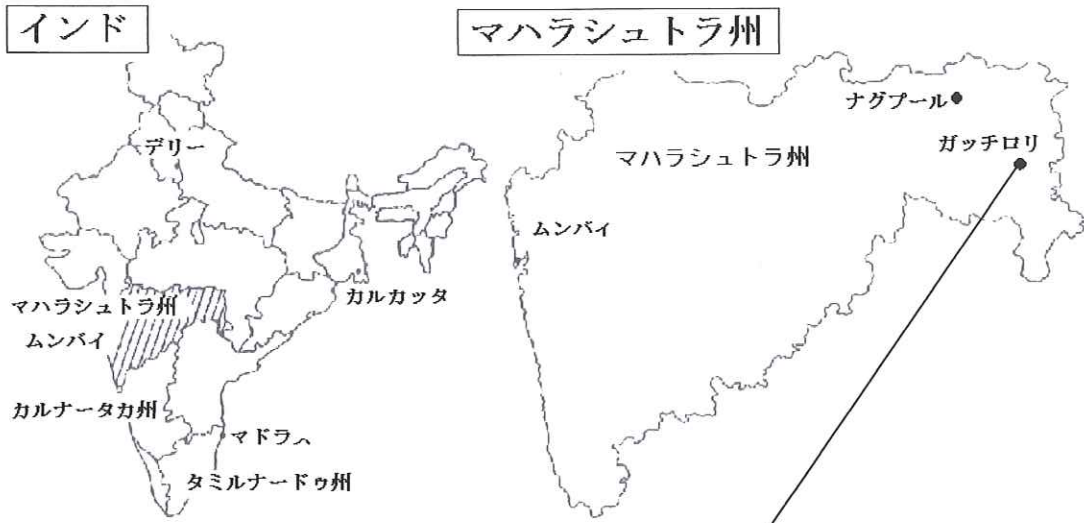 インド
デリー
カルカッタ
マハラシュトラ州
ムンバイ
カルナータカ州
マドラス
タミルナードゥ州
マハラシュトラ州
ナグプール
ガッチロリ
マハラシュトラ州
ムンバイ